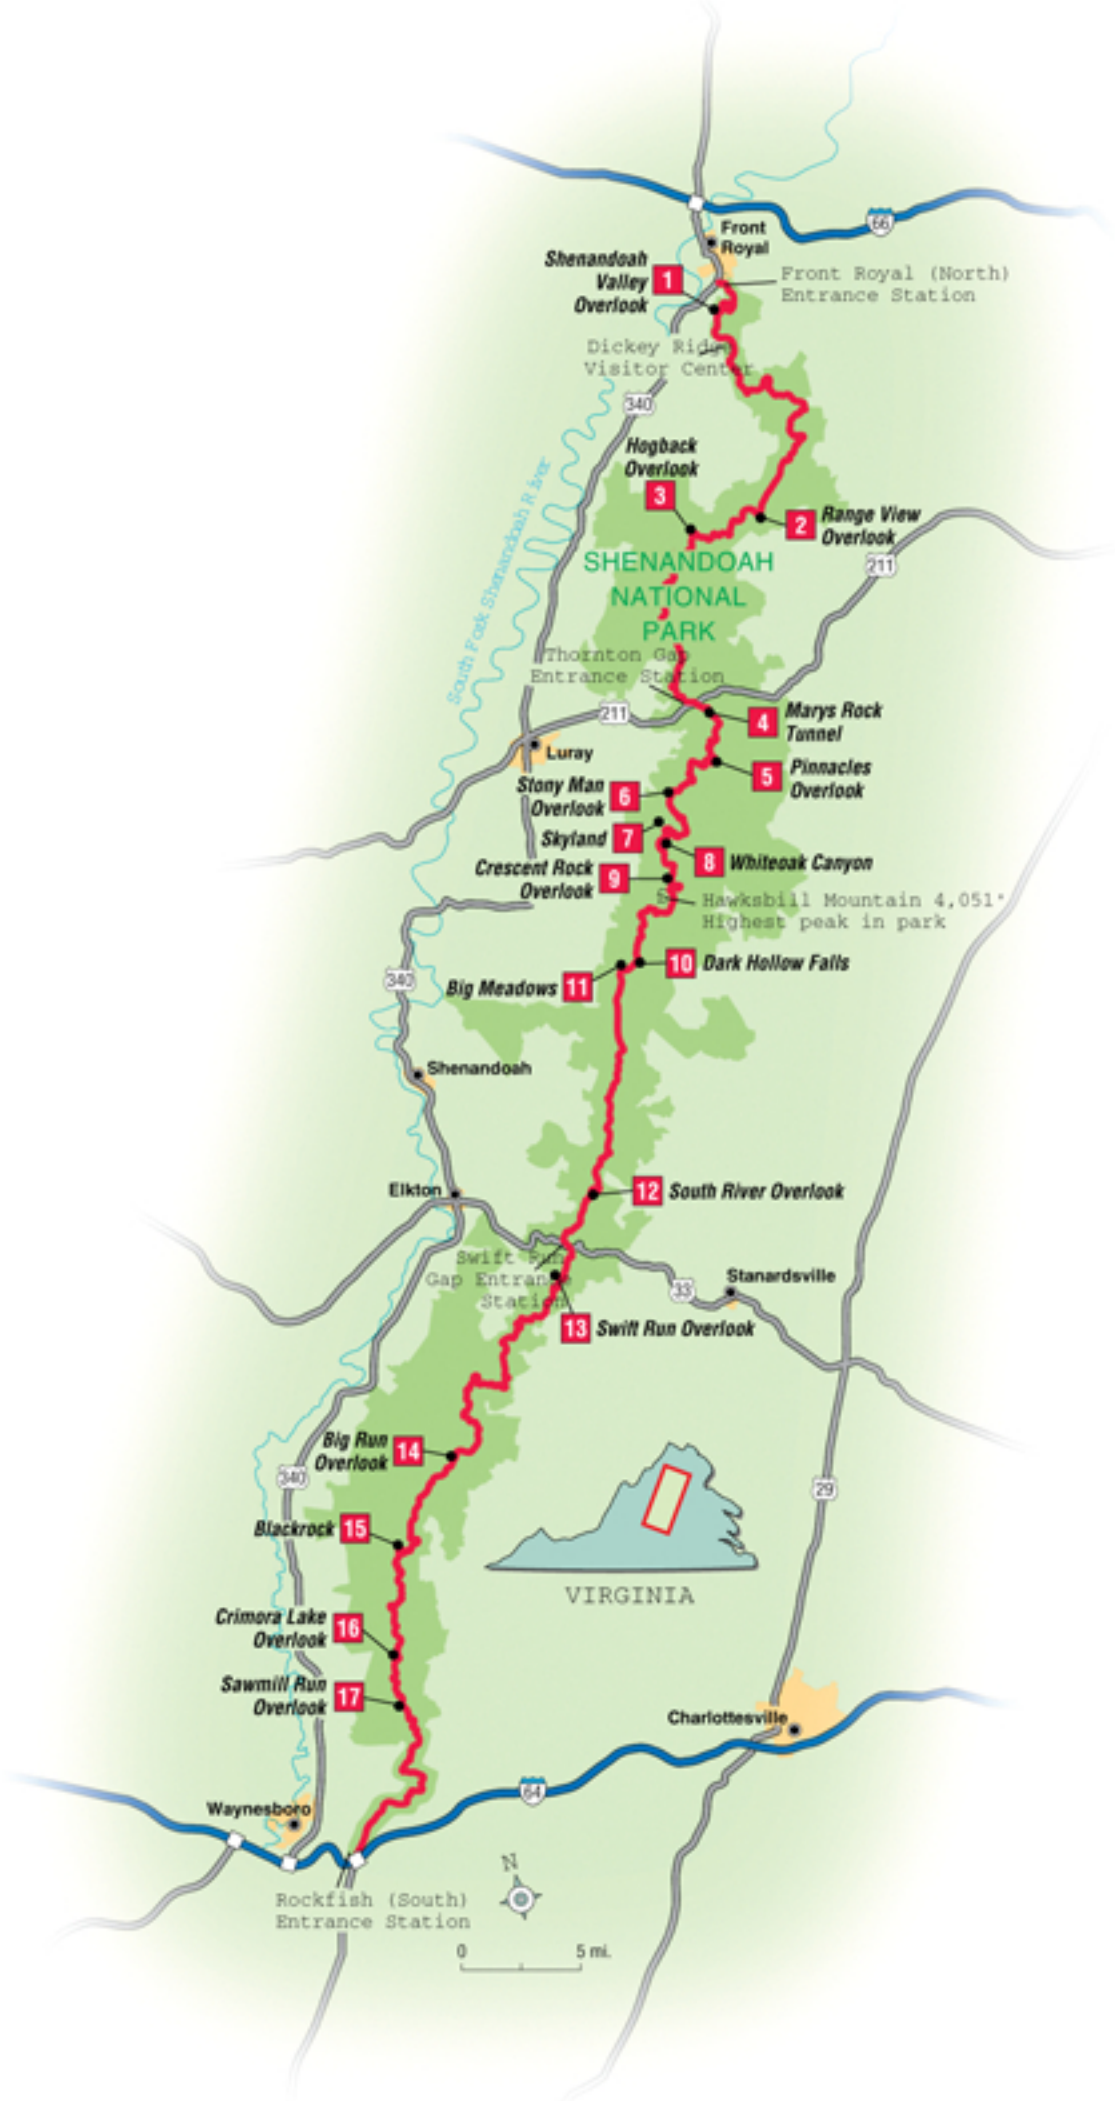 66
Front
Royal
Shenandoah
Valley
Overlook
1
Front Royal (North)
Entrance Station
Dickey Ridge
Visitor Center
340
Hogback
Overlook
3
2
Range View
Overlook
South Fork Shenandoah River
211
SHENANDOAH
NATIONAL
PARK
Thornton Gap
Entrance Station
211
4
Marys Rock
Tunnel
Luray
5
Pinnacles
Overlook
Stony Man
Overlook
6
Skyland
7
8
Whiteoak Canyon
Crescent Rock
Overlook
9
Hawksbill Mountain 4,051'
Highest peak in park
10
Dark Hollow Falls
340
Big Meadows
11
Shenandoah
Elkton
12
South River Overlook
Swift Run
Gap Entrance
Station
33
Stanardsville
13
Swift Run Overlook
Big Run
Overlook
14
340
29
Blackrock
15
VIRGINIA
Crimora Lake
Overlook
16
Sawmill Run
Overlook
17
Charlottesville
64
Waynesboro
N
Rockfish (South)
Entrance Station
0
5 mi.